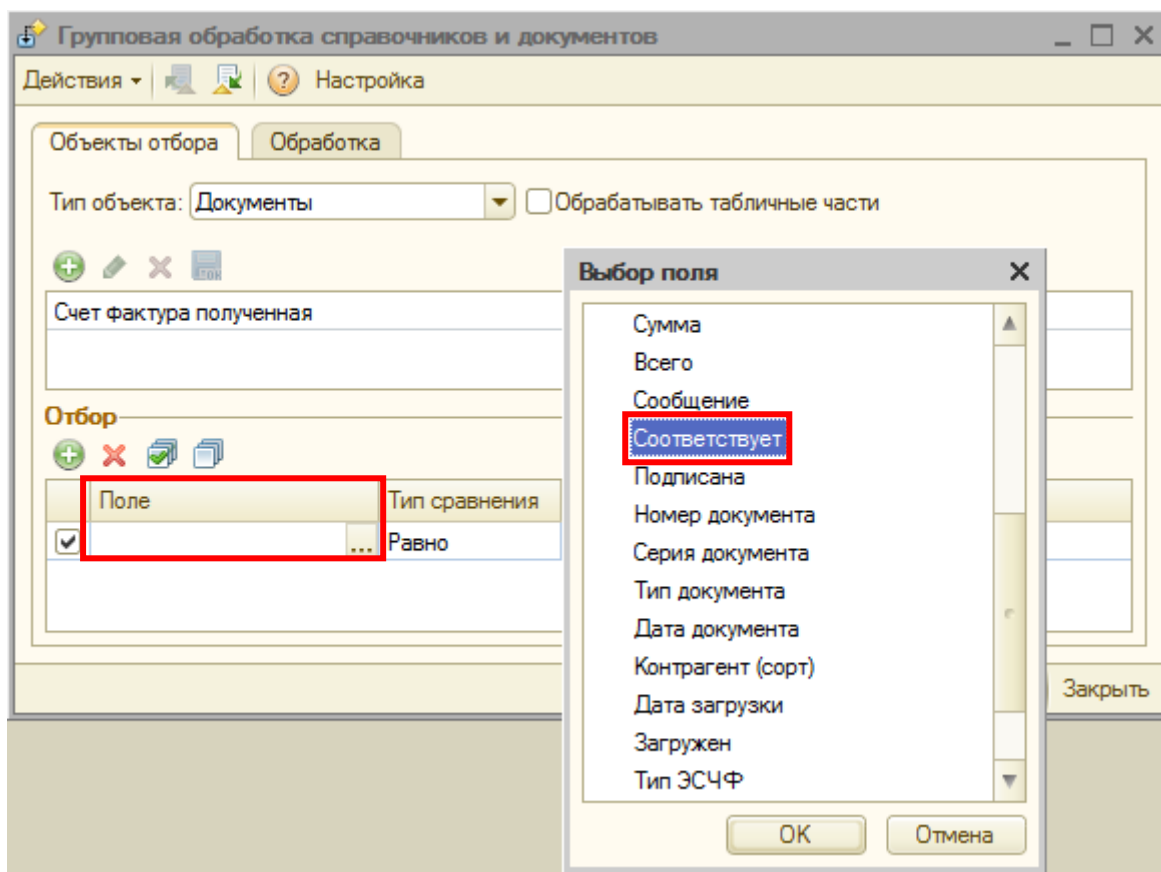 Групповая обработка справочников и документов
Действия
Настройка
Объекты отбора
Обработка
Тип объекта: Документы
Обрабатывать табличные части
Счет фактура полученная
Отбор
Поле
Тип сравнения
...
Равно
Выбор поля
Сумма
Всего
Сообщение
Соответствует
Подписана
Номер документа
Серия документа
Тип документа
Дата документа
Контрагент (сорт)
Дата загрузки
Загружен
Тип ЭСЧФ
OK
Отмена
Закрыть